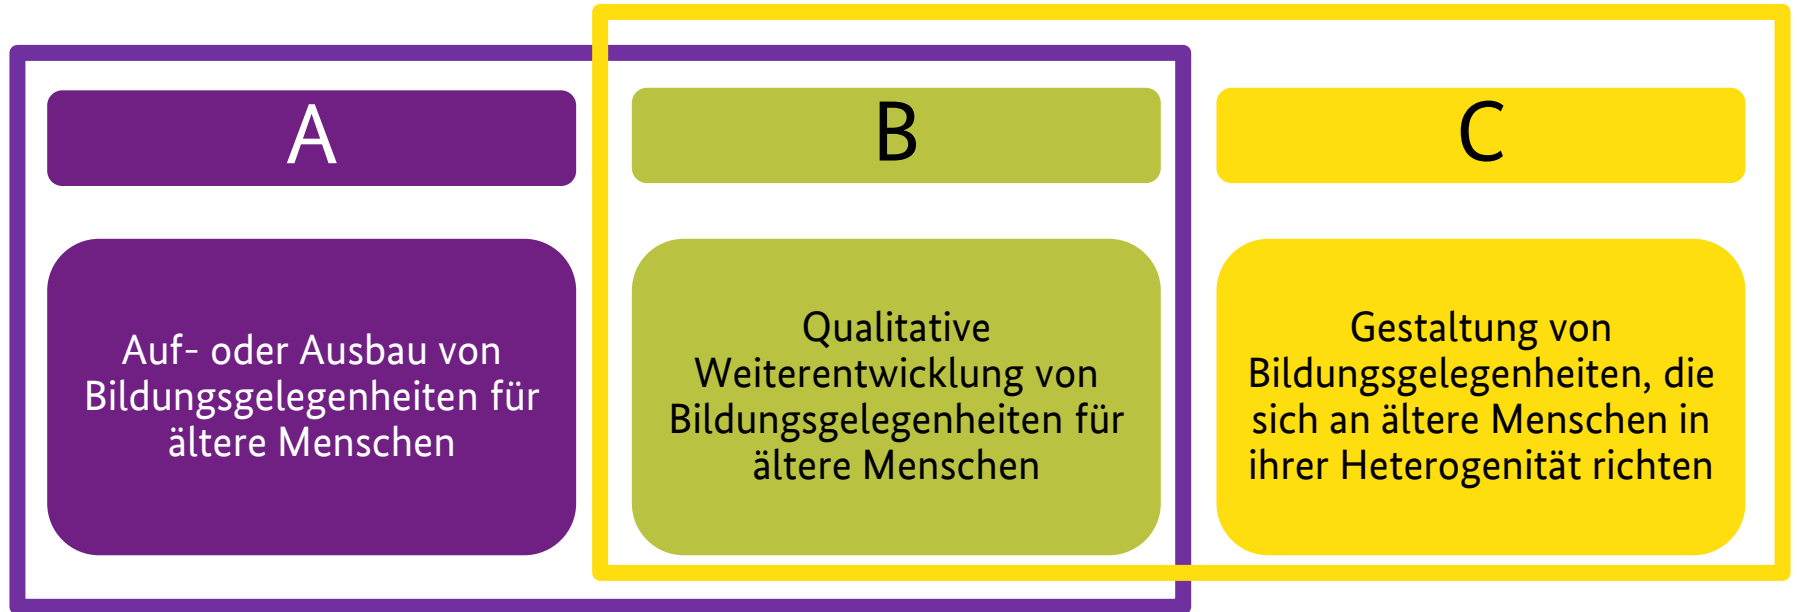 A
Auf- oder Ausbau von
Bildungsgelegenheiten für
ältere Menschen
B
Qualitative
Weiterentwicklung von
Bildungsgelegenheiten für
ältere Menschen
C
Gestaltung von
Bildungsgelegenheiten, die
sich an ältere Menschen in
ihrer Heterogenität richten